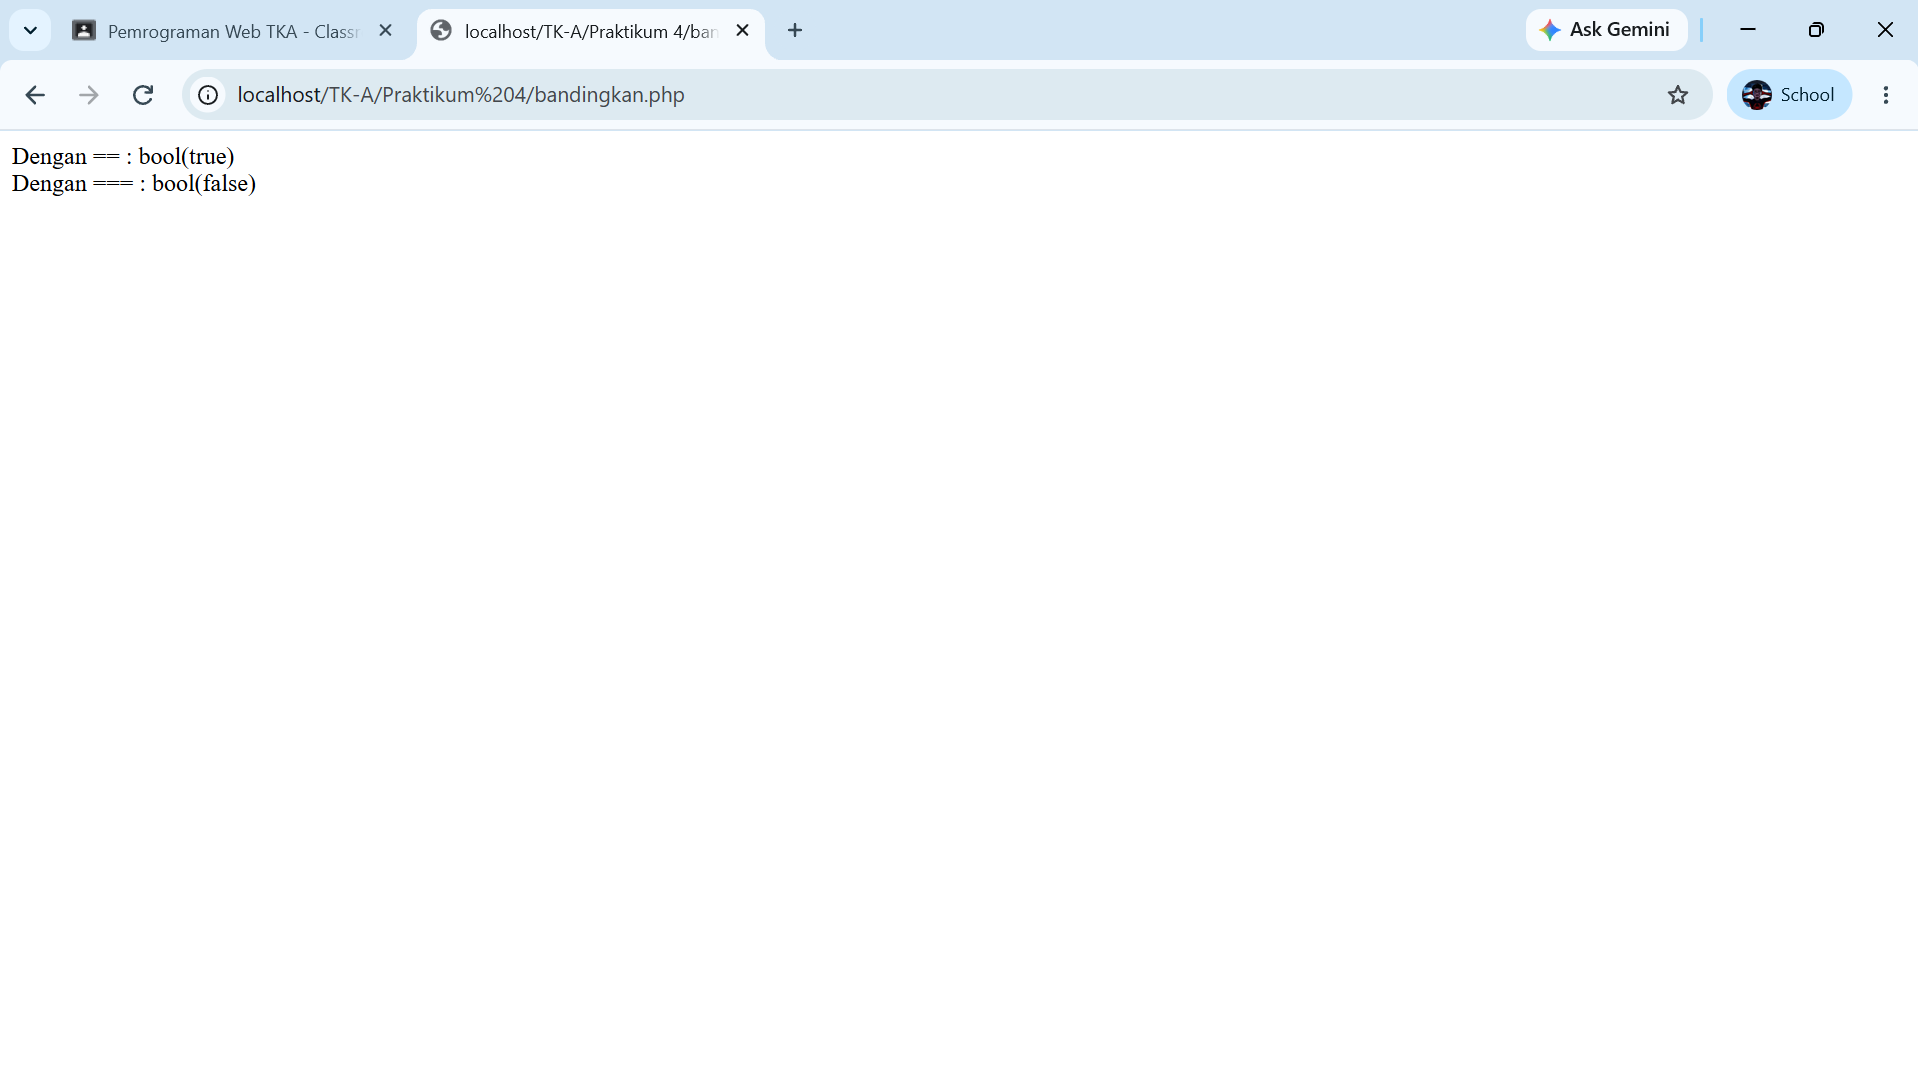 Pemrograman Web TKA - Classr
localhost/TK-A/Praktikum 4/ban
Ask Gemini
localhost/TK-A/Praktikum%204/bandingkan.php
School
Dengan == : bool(true)
Dengan === : bool(false)